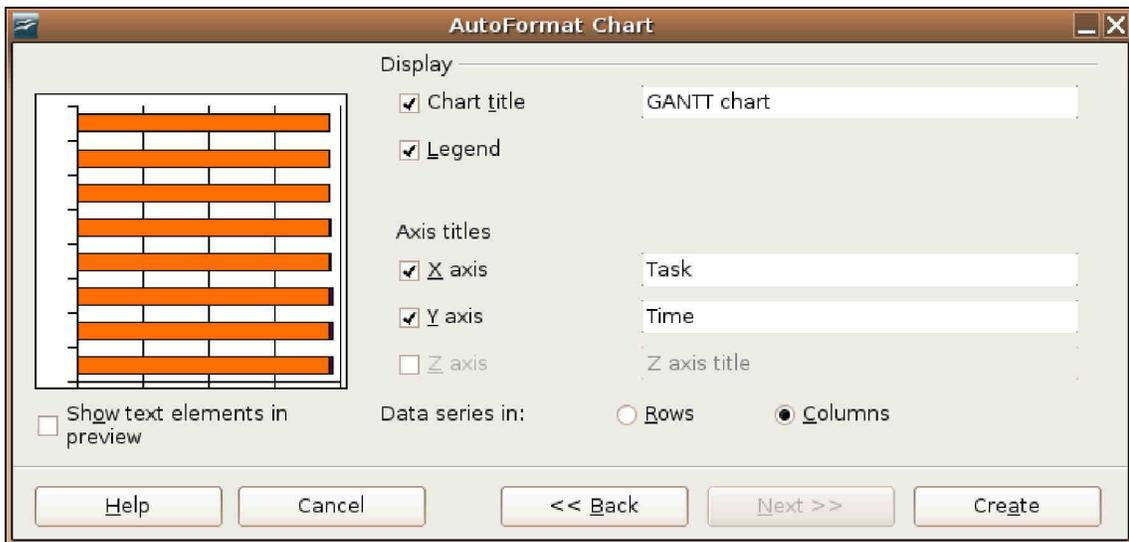 AutoFormat Chart
Display
Chart title
GANTT chart
Legend
Axis titles
X axis
Task
Y axis
Time
Z axis
Z axis title
Show text elements in
preview
Data series in:
Rows
Columns
Help
Cancel
<< Back
Next >>
Create